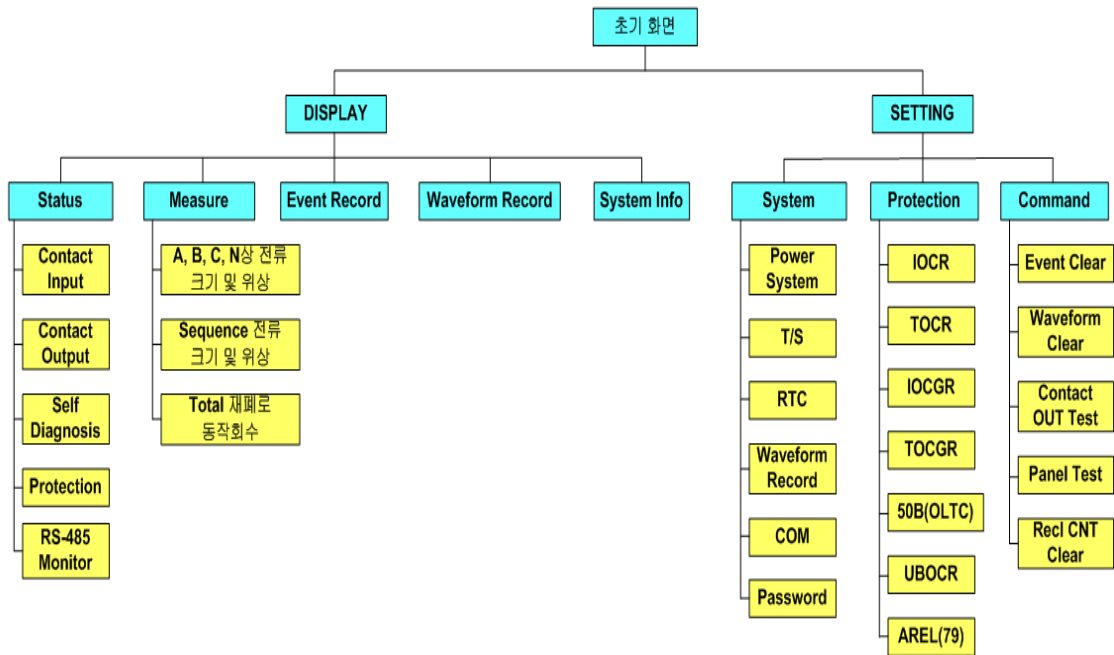 초기 화면
DISPLAY
SETTING
Status
Measure
Event Record
Waveform Record
System Info
System
Protection
Command
Contact
Input
Contact
Output
Self
Diagnosis
Protection
RS-485
Monitor
A, B, C, N상 전류
크기 및 위상
Sequence 전류
크기 및 위상
Total 재폐로
동작회수
Power
System
T/S
RTC
Waveform
Record
COM
Password
IOCR
TOCR
IOCGR
TOCGR
50B(OLTC)
UBOCR
AREL(79)
Event Clear
Waveform
Clear
Contact
OUT Test
Panel Test
Recl CNT
Clear